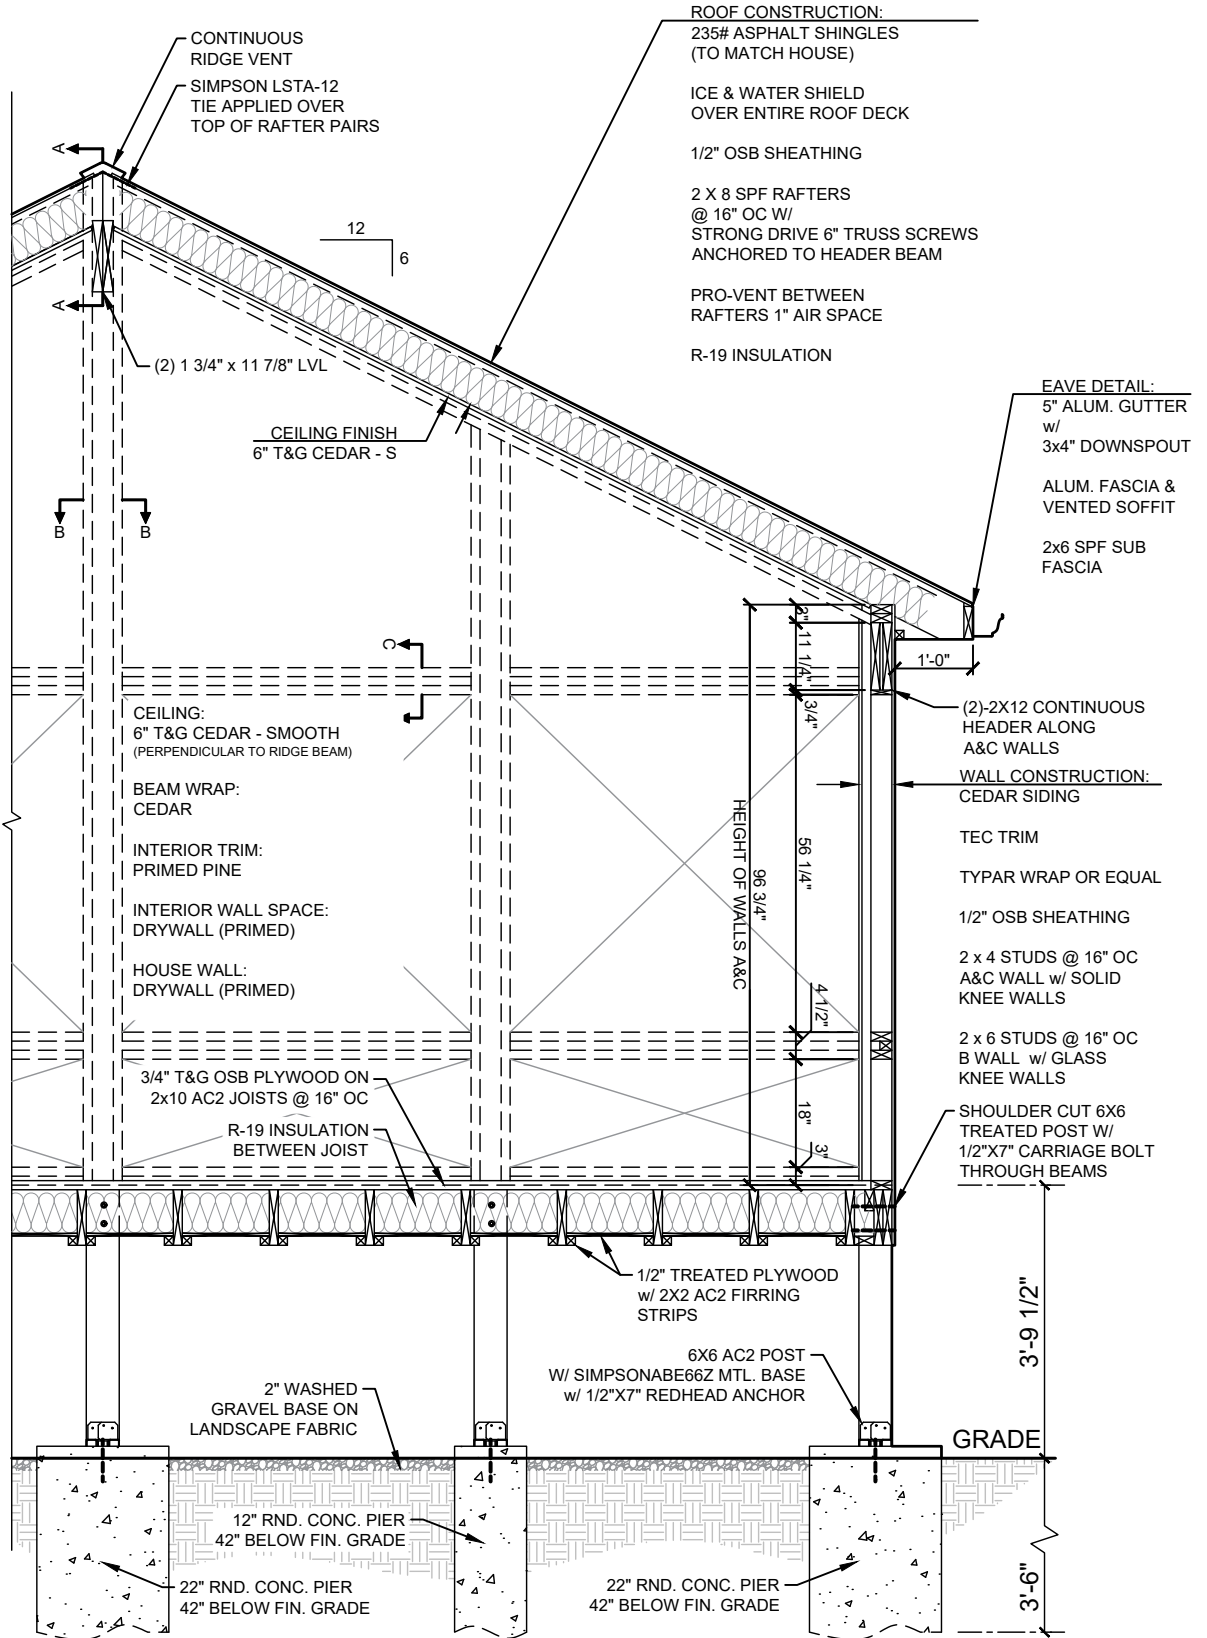 CONTINUOUS
RIDGE VENT
SIMPSON LSTA-12
TIE APPLIED OVER
TOP OF RAFTER PAIRS
ROOF CONSTRUCTION:
235# ASPHALT SHINGLES
(TO MATCH HOUSE)
ICE & WATER SHIELD
OVER ENTIRE ROOF DECK
1/2" OSB SHEATHING
2 X 8 SPF RAFTERS
@ 16" OC W/
STRONG DRIVE 6" TRUSS SCREWS
ANCHORED TO HEADER BEAM
PRO-VENT BETWEEN
RAFTERS 1" AIR SPACE
R-19 INSULATION
A
A
12
6
(2) 1 3/4" x 11 7/8" LVL
CEILING FINISH
6" T&G CEDAR - S
EAVE DETAIL:
5" ALUM. GUTTER
w/
3x4" DOWNSPOUT
ALUM. FASCIA &
VENTED SOFFIT
2x6 SPF SUB
FASCIA
B
B
C
3"
11 1/4"
3/4"
56 1/4"
4 1/2"
18"
3"
96 3/4"
HEIGHT OF WALLS A&C
1'-0"
CEILING:
6" T&G CEDAR - SMOOTH
(PERPENDICULAR TO RIDGE BEAM)
BEAM WRAP:
CEDAR
INTERIOR TRIM:
PRIMED PINE
INTERIOR WALL SPACE:
DRYWALL (PRIMED)
HOUSE WALL:
DRYWALL (PRIMED)
(2)-2X12 CONTINUOUS
HEADER ALONG
A&C WALLS
WALL CONSTRUCTION:
CEDAR SIDING
TEC TRIM
TYPAR WRAP OR EQUAL
1/2" OSB SHEATHING
2 x 4 STUDS @ 16" OC
A&C WALL w/ SOLID
KNEE WALLS
2 x 6 STUDS @ 16" OC
B WALL w/ GLASS
KNEE WALLS
SHOULDER CUT 6X6
TREATED POST W/
1/2"X7" CARRIAGE BOLT
THROUGH BEAMS
3/4" T&G OSB PLYWOOD ON
2x10 AC2 JOISTS @ 16" OC
R-19 INSULATION
BETWEEN JOIST
1/2" TREATED PLYWOOD
w/ 2X2 AC2 FIRRING
STRIPS
6X6 AC2 POST
W/ SIMPSONABE66Z MTL. BASE
w/ 1/2"X7" REDHEAD ANCHOR
2" WASHED
GRAVEL BASE ON
LANDSCAPE FABRIC
3'-9 1/2"
GRADE
12" RND. CONC. PIER
42" BELOW FIN. GRADE
22" RND. CONC. PIER
42" BELOW FIN. GRADE
22" RND. CONC. PIER
42" BELOW FIN. GRADE
3'-6"